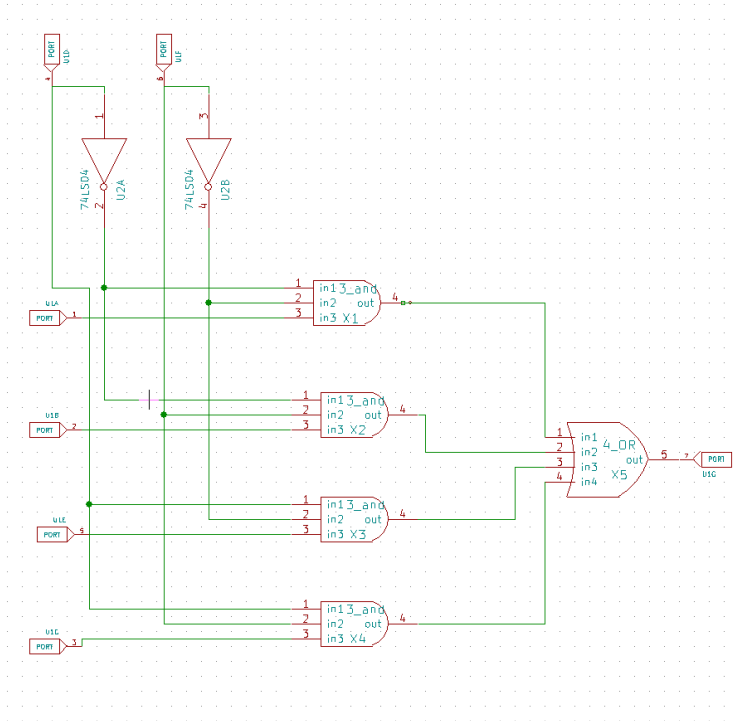 PORT
U1D
4
PORT
U1F
6
1
74LS04
U2A
2
3
74LS04
U2B
4
U1A
PORT
1
1
2
3
in1
3_and
in2
out
in3
X1
4
U1B
PORT
2
1
2
3
in1
3_and
in2
out
in3
X2
4
U1E
PORT
5
1
2
3
in1
3_and
in2
out
in3
X3
4
U1C
PORT
3
1
2
3
in1
3_and
in2
out
in3
X4
4
1
2
3
4
in1
in2
in3
in4
4_OR
out
X5
5
7
PORT
U1G